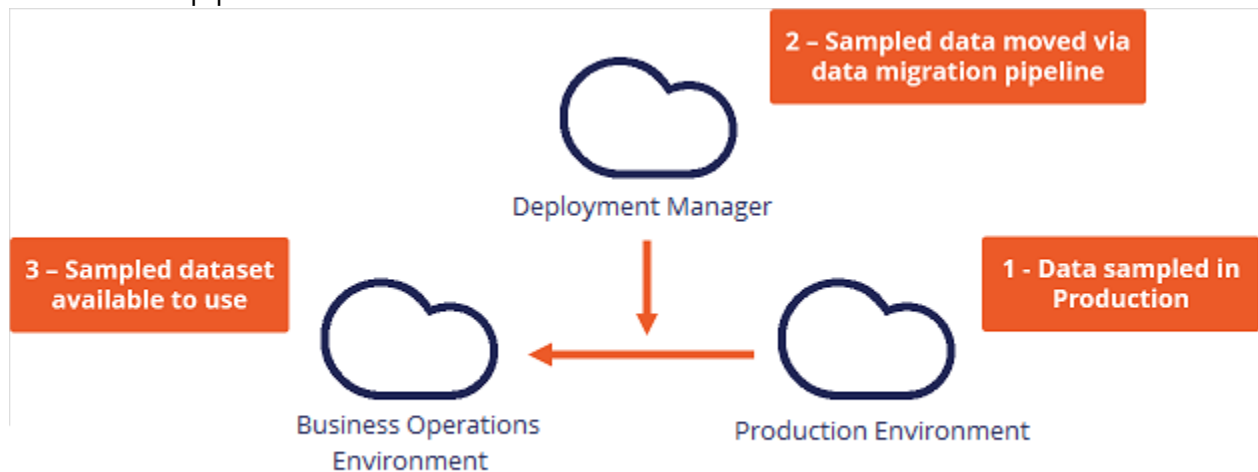 2 – Sampled data moved via
data migration pipeline
Deployment Manager
3 – Sampled dataset
available to use
1 - Data sampled in
Production
Business Operations
Environment
Production Environment